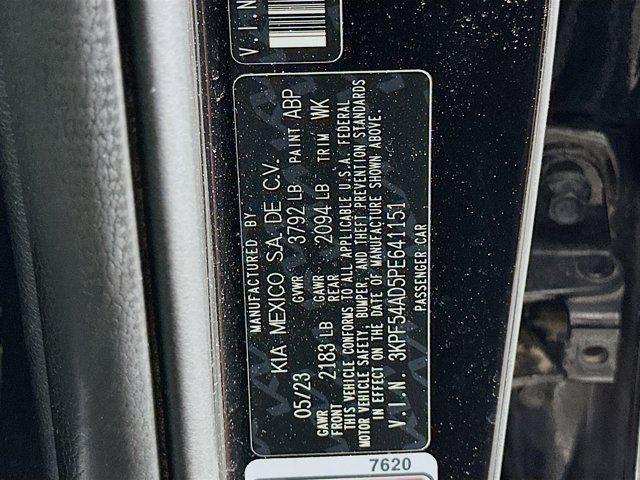 V.I.N
MANUFACTURED BY:
KIA MEXICO S.A. DE C.V.
05/23 GVWR 3792 LB PAINT ABP
GAWR FRONT 2183 LB GAWR REAR 2094 LB TRIM WK
THIS VEHICLE CONFORMS TO ALL APPLICABLE U.S.A. FEDERAL
MOTOR VEHICLE SAFETY, BUMPER, AND THEFT PREVENTION STANDARDS
IN EFFECT ON THE DATE OF MANUFACTURE SHOWN ABOVE.
V.I.N. 3KPF54AD5PE641151
PASSENGER CAR
7620